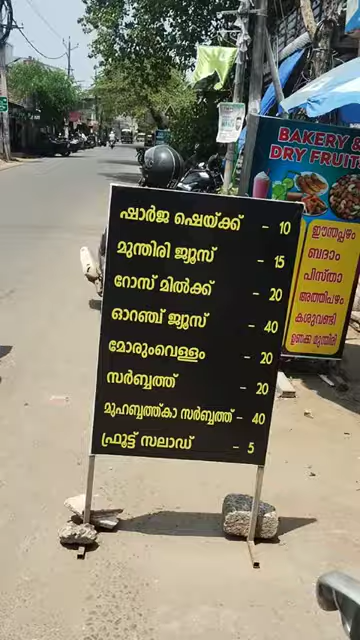 ഷാർജ ഷെയ്ക്ക് - 10
മുന്തിരി ജ്യൂസ് - 15
റോസ് മിൽക്ക് - 20
ഓറഞ്ച് ജ്യൂസ് - 40
മോരുംവെള്ളം - 20
സർബ്ബത്ത് - 20
മുഹബ്ബത്ത്കാ സർബ്ബത്ത് - 40
ഫ്രൂട്ട് സലാഡ് - 5
BAKERY &
DRY FRUIT
ഈന്തപ്പഴം
ബദാം
പിസ്താ
അത്തിപ്പഴം
കശുവണ്ടി
ഉണക്ക മുന്തിരി